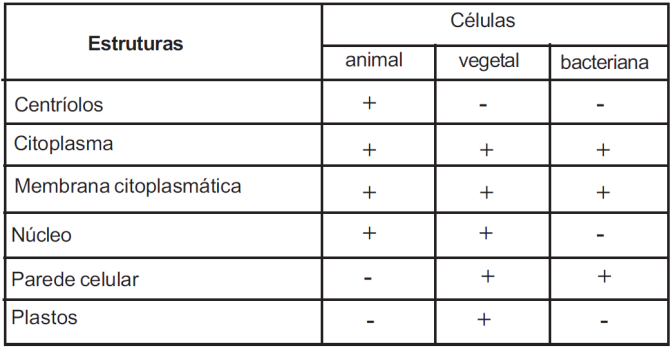 Estruturas
Células
animal vegetal bacteriana
Centríolos + - -
Citoplasma + + +
Membrana citoplasmática + + +
Núcleo + + -
Parede celular - + +
Plastos - + -